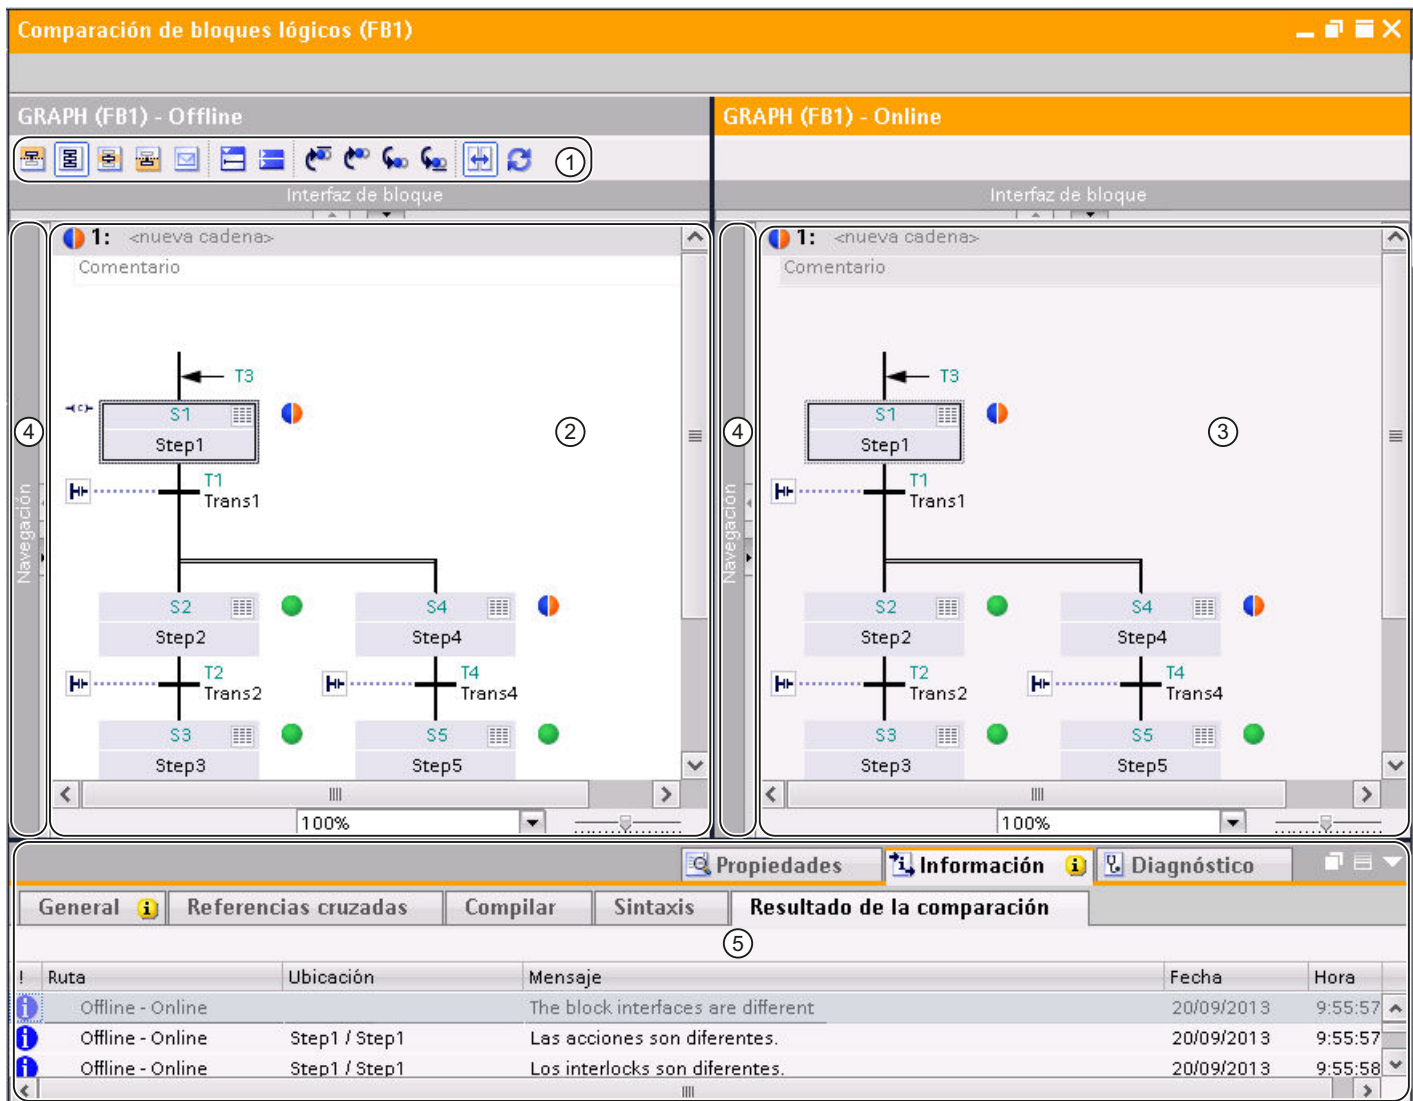 Comparación de bloques lógicos (FB1)
GRAPH (FB1) - Offline
GRAPH (FB1) - Online
1
Interfaz de bloque
Interfaz de bloque
1: <nueva cadena>
Comentario
T3
S1
Step1
T1
Trans1
S2
Step2
S4
Step4
T2
Trans2
T4
Trans4
S3
Step3
S5
Step5
100%
4
Navegación
2
1: <nueva cadena>
Comentario
T3
S1
Step1
T1
Trans1
S2
Step2
S4
Step4
T2
Trans2
T4
Trans4
S3
Step3
S5
Step5
100%
4
Navegación
3
Propiedades Información Diagnóstico
General Referencias cruzadas Compilar Sintaxis Resultado de la comparación
5
! Ruta Ubicación Mensaje Fecha Hora
Offline - Online The block interfaces are different 20/09/2013 9:55:57
Offline - Online Step1 / Step1 Las acciones son diferentes. 20/09/2013 9:55:57
Offline - Online Step1 / Step1 Los interlocks son diferentes. 20/09/2013 9:55:58